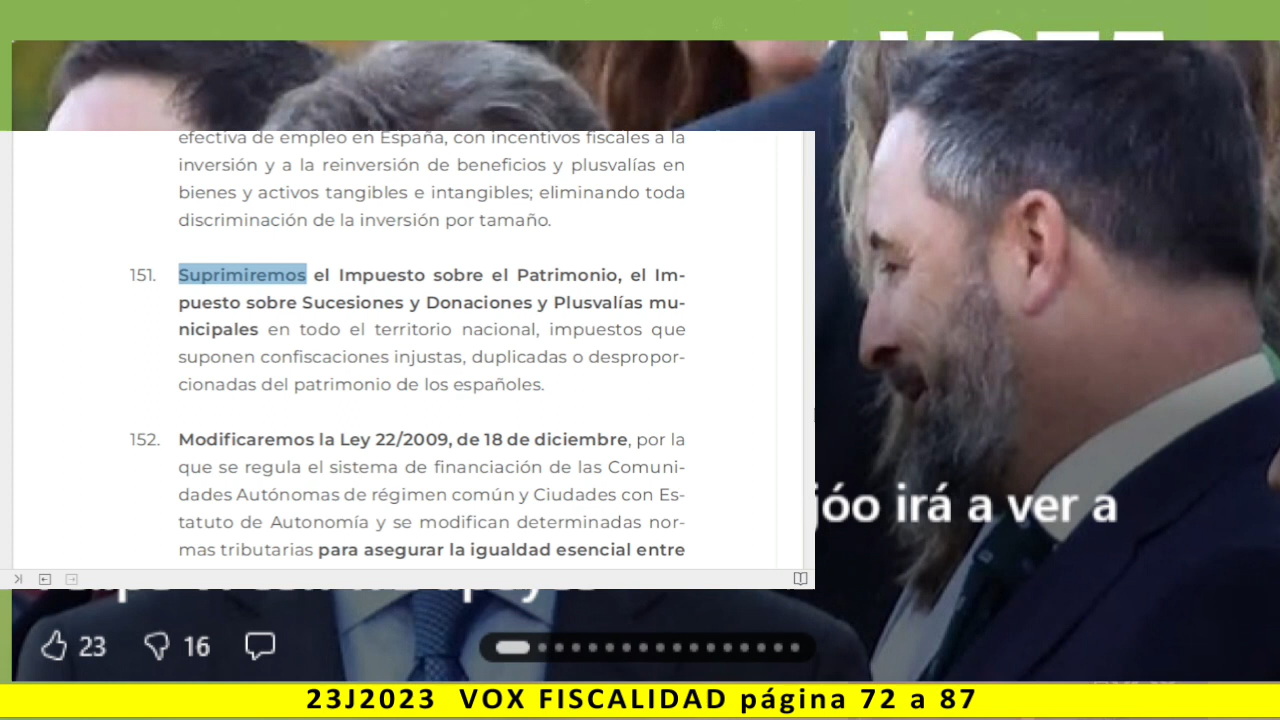 efectiva de empleo en España, con incentivos fiscales a la
inversión y a la reinversión de beneficios y plusvalías en
bienes y activos tangibles e intangibles; eliminando toda
discriminación de la inversión por tamaño.
151. Suprimiremos el Impuesto sobre el Patrimonio, el Im-
puesto sobre Sucesiones y Donaciones y Plusvalías mu-
nicipales en todo el territorio nacional, impuestos que
suponen confiscaciones injustas, duplicadas o despropor-
cionadas del patrimonio de los españoles.
152. Modificaremos la Ley 22/2009, de 18 de diciembre, por la
que se regula el sistema de financiación de las Comuni-
dades Autónomas de régimen común y Ciudades con Es-
tatuto de Autonomía y se modifican determinadas nor-
mas tributarias para asegurar la igualdad esencial entre
jóo irá a ver a
23 16
23J2023 VOX FISCALIDAD página 72 a 87